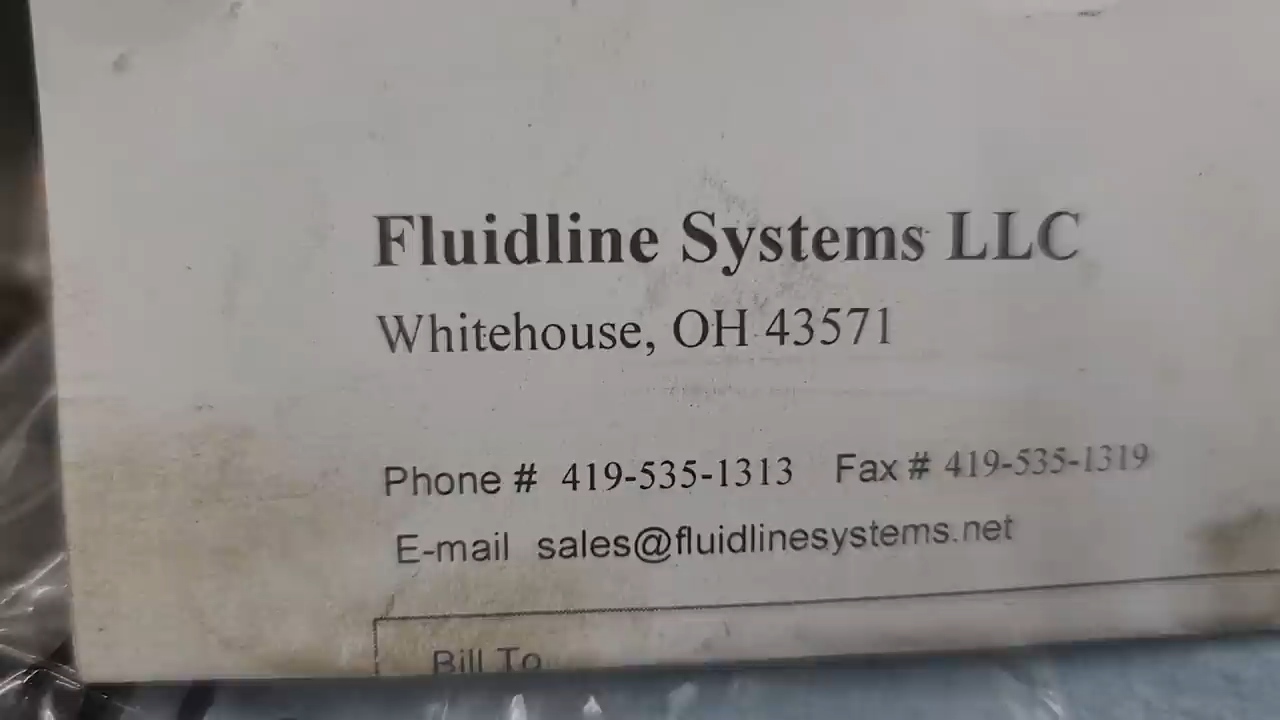 Fluidline Systems LLC
Whitehouse, OH 43571
Phone # 419-535-1313 Fax # 419-535-1319
E-mail sales@fluidlinesystems.net
Bill To